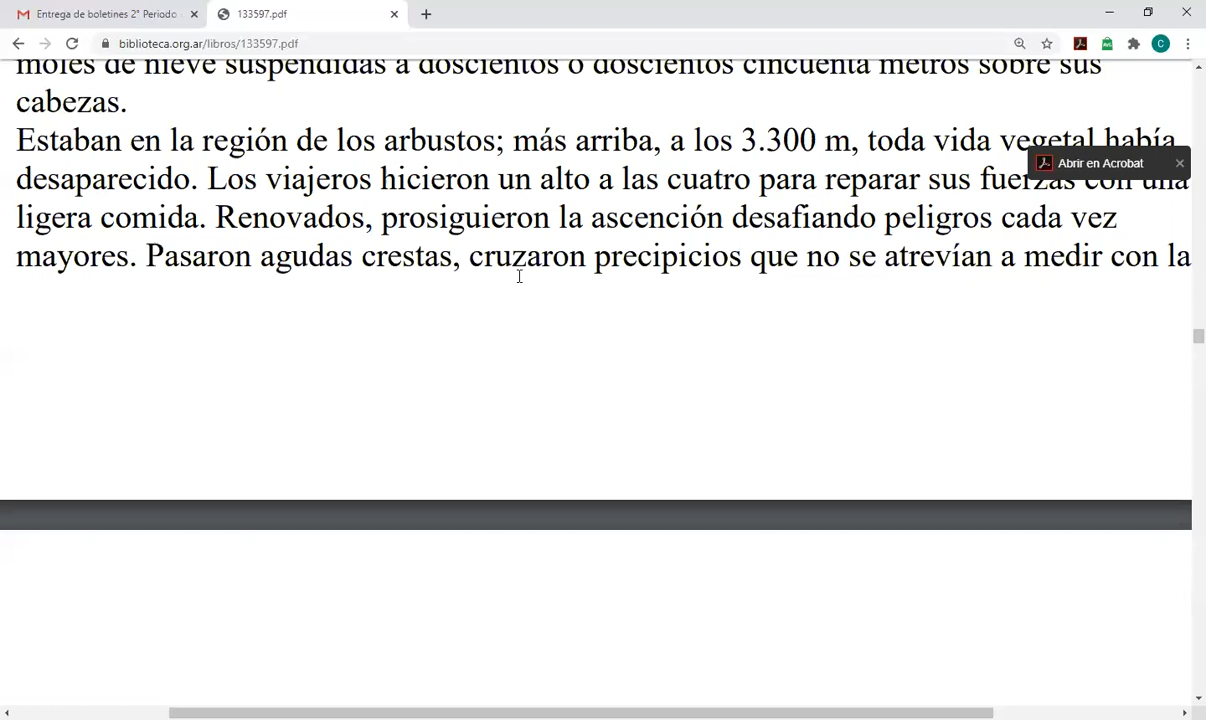 Entrega de boletines 2° Periodo
133597.pdf
biblioteca.org.ar/libros/133597.pdf
C
moles de nieve suspendidas a doscientos o doscientos cincuenta metros sobre sus
cabezas.
Estaban en la región de los arbustos; más arriba, a los 3.300 m, toda vida vegetal había
Abrir en Acrobat
desaparecido. Los viajeros hicieron un alto a las cuatro para reparar sus fuerzas con una
ligera comida. Renovados, prosiguieron la ascención desafiando peligros cada vez
mayores. Pasaron agudas crestas, cruzaron precipicios que no se atrevían a medir con la